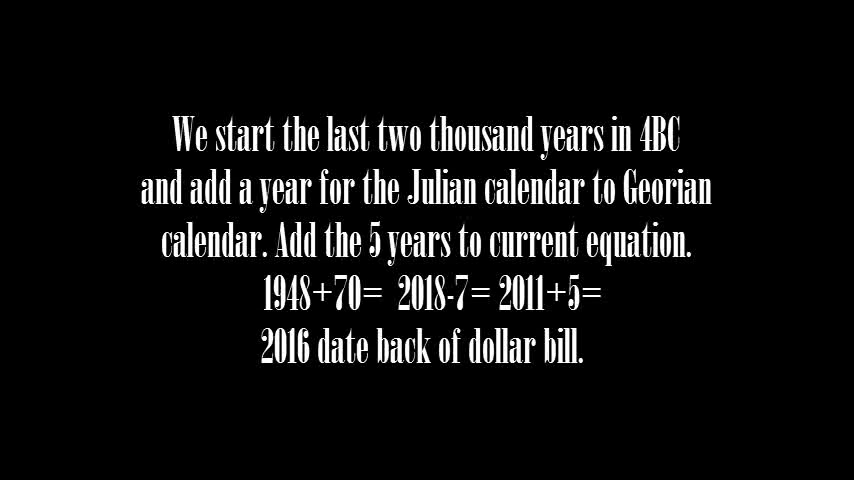 We start the last two thousand years in 4BC
and add a year for the Julian calendar to Georian
calendar. Add the 5 years to current equation.
1948+70= 2018-7= 2011+5=
2016 date back of dollar bill.